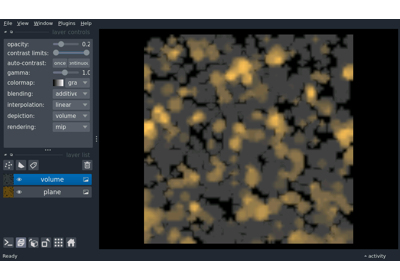 File View Window Plugins Help
layer controls
opacity: 0.2
contrast limits:
auto-contrast: once
gamma: 1.0
colormap: gra
blending: additive
interpolation: linear
depiction: volume
rendering: mip
layer list
volume
plane
Ready
activity